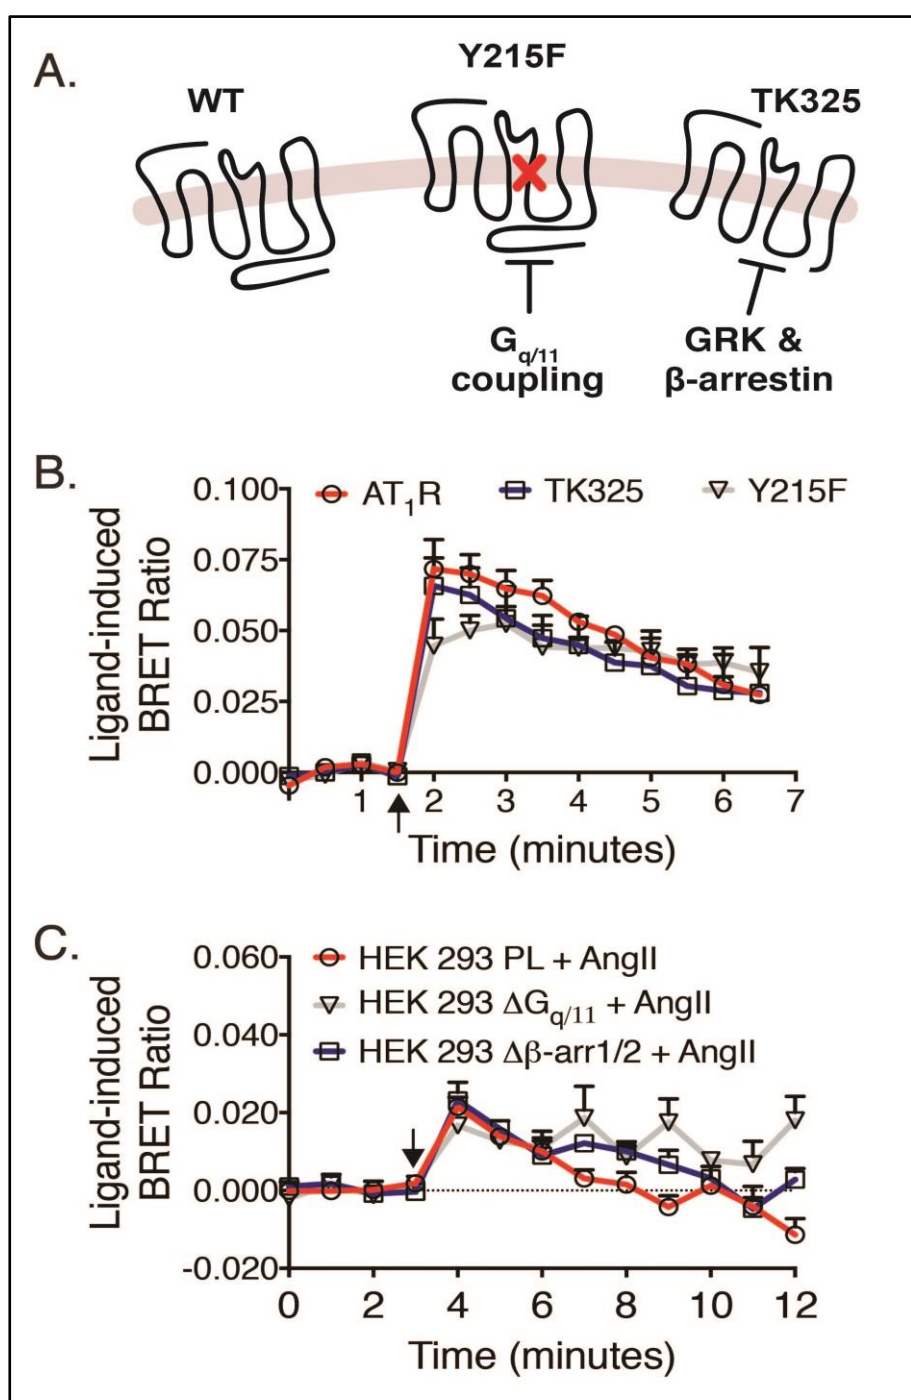 A.
WT
Y215F
TK325
Gq/11
coupling
GRK &
β-arrestin
B.
Ligand-induced
BRET Ratio
0.100
0.075
0.050
0.025
0.000
AT1R
TK325
Y215F
1 2 3 4 5 6 7
Time (minutes)
C.
Ligand-induced
BRET Ratio
0.060
0.040
0.020
0.000
-0.020
HEK 293 PL + AngII
HEK 293 ΔGq/11 + AngII
HEK 293 Δβ-arr1/2 + AngII
0 2 4 6 8 10 12
Time (minutes)